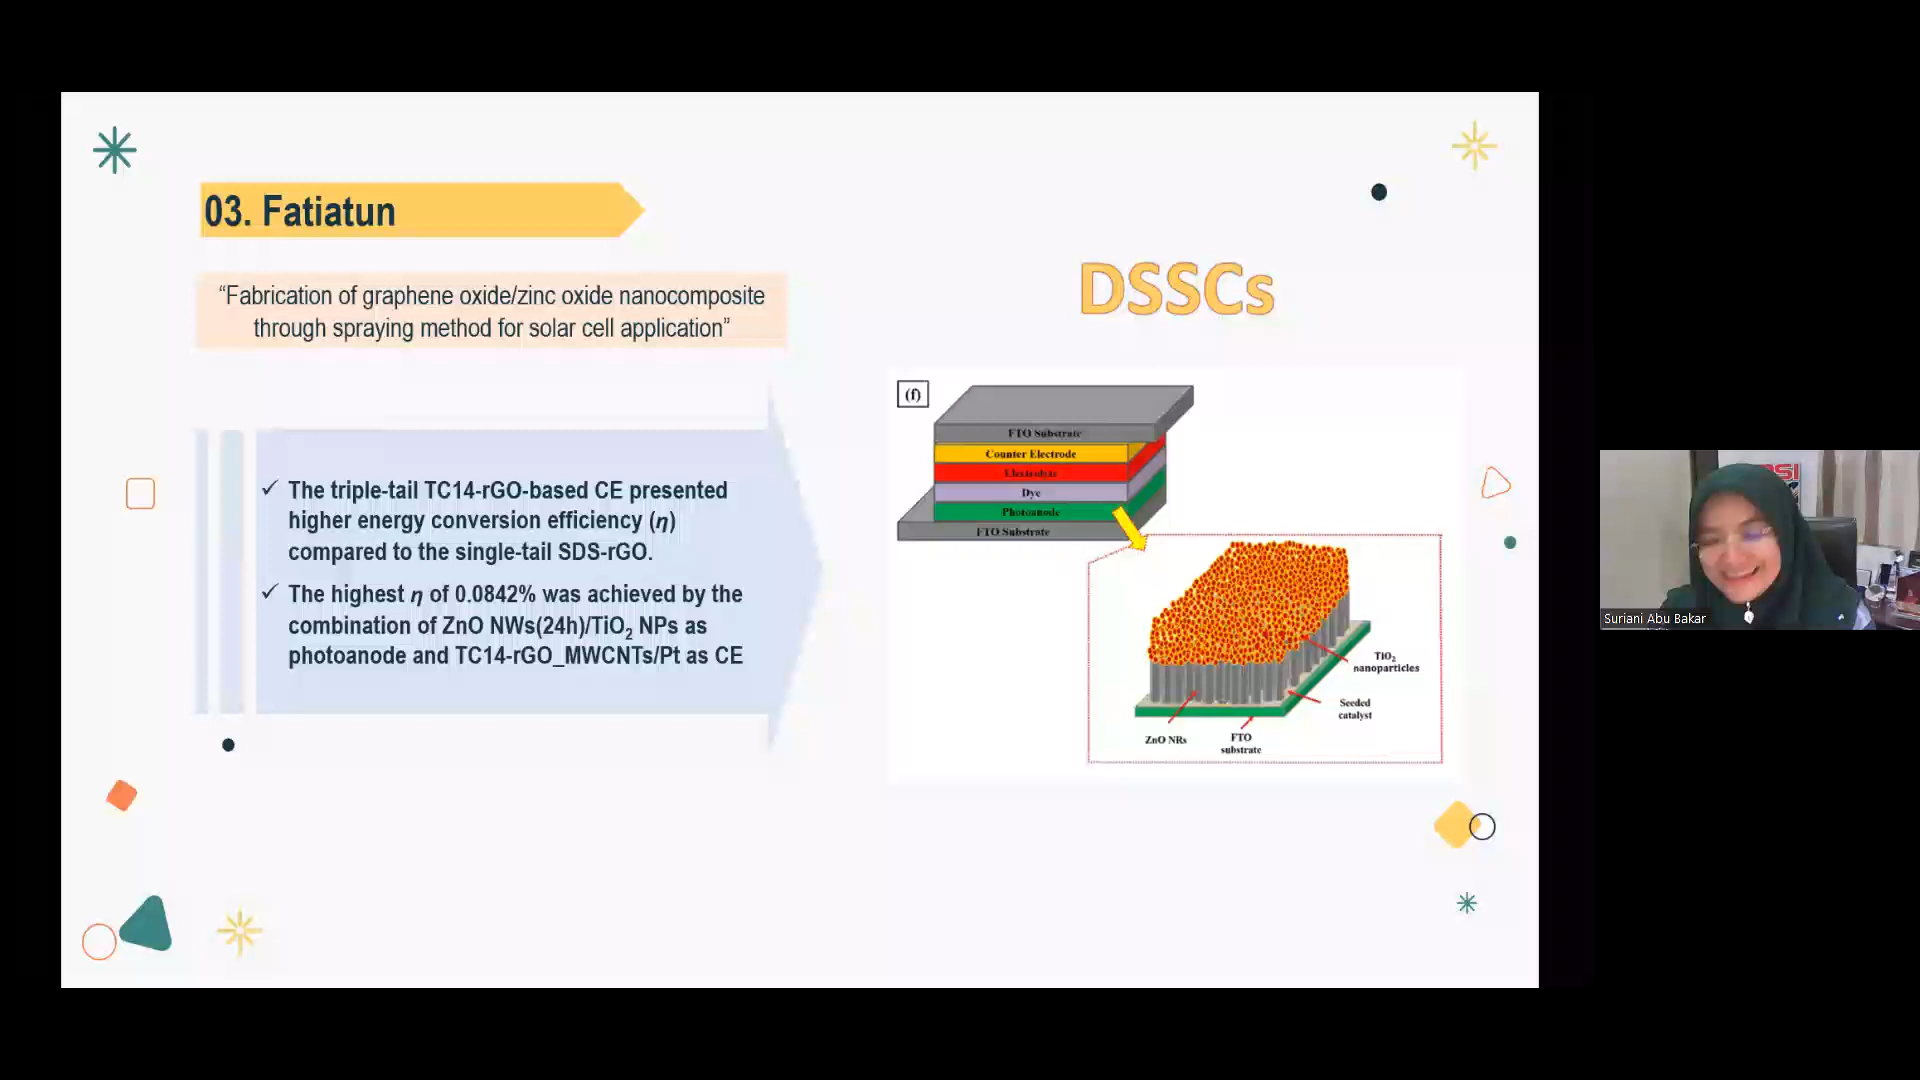 03. Fatiatun
“Fabrication of graphene oxide/zinc oxide nanocomposite
through spraying method for solar cell application”
✓ The triple-tail TC14-rGO-based CE presented
higher energy conversion efficiency (η)
compared to the single-tail SDS-rGO.
✓ The highest η of 0.0842% was achieved by the
combination of ZnO NWs(24h)/TiO₂ NPs as
photoanode and TC14-rGO_MWCNTs/Pt as CE
DSSCs
(f)
FTO Substrate
Counter Electrode
Electrolyte
Dye
Photoanode
FTO Substrate
TiO₂
nanoparticles
Seeded
catalyst
ZnO NRs
FTO
substrate
Suriani Abu Bakar